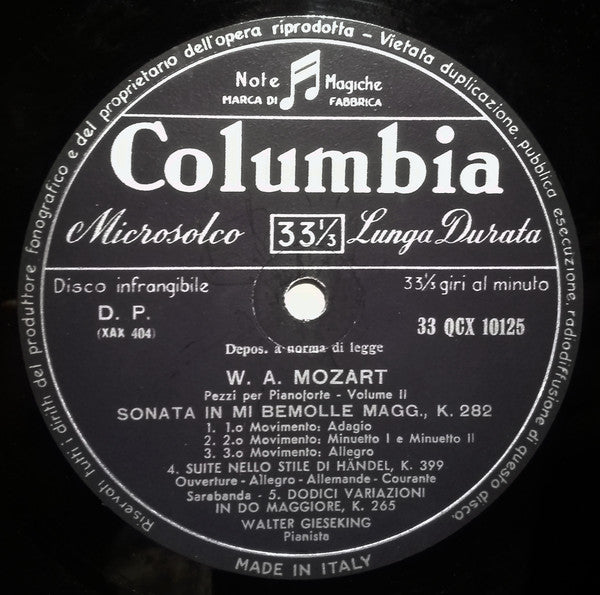 Riservati tutti i diritti del produttore fonografico e del proprietario dell'opera riprodotta - Vietata duplicazione, pubblica esecuzione, radiodiffusione di questo disco.
Note Magiche
MARCA DI FABBRICA
Columbia
Microsolco 33⅓ Lunga Durata
Disco infrangibile 33⅓ giri al minuto
D. P. 33 QCX 10125
(XAX 404)
Depos. a norma di legge
W. A. MOZART
Pezzi per Pianoforte - Volume II
SONATA IN MI BEMOLLE MAGG., K. 282
1. 1.o Movimento: Adagio
2. 2.o Movimento: Minuetto I e Minuetto II
3. 3.o Movimento: Allegro
4. SUITE NELLO STILE DI HÄNDEL, K. 399
Ouverture - Allegro - Allemande - Courante
Sarabanda - 5. DODICI VARIAZIONI
IN DO MAGGIORE, K. 265
WALTER GIESEKING
Pianista
MADE IN ITALY